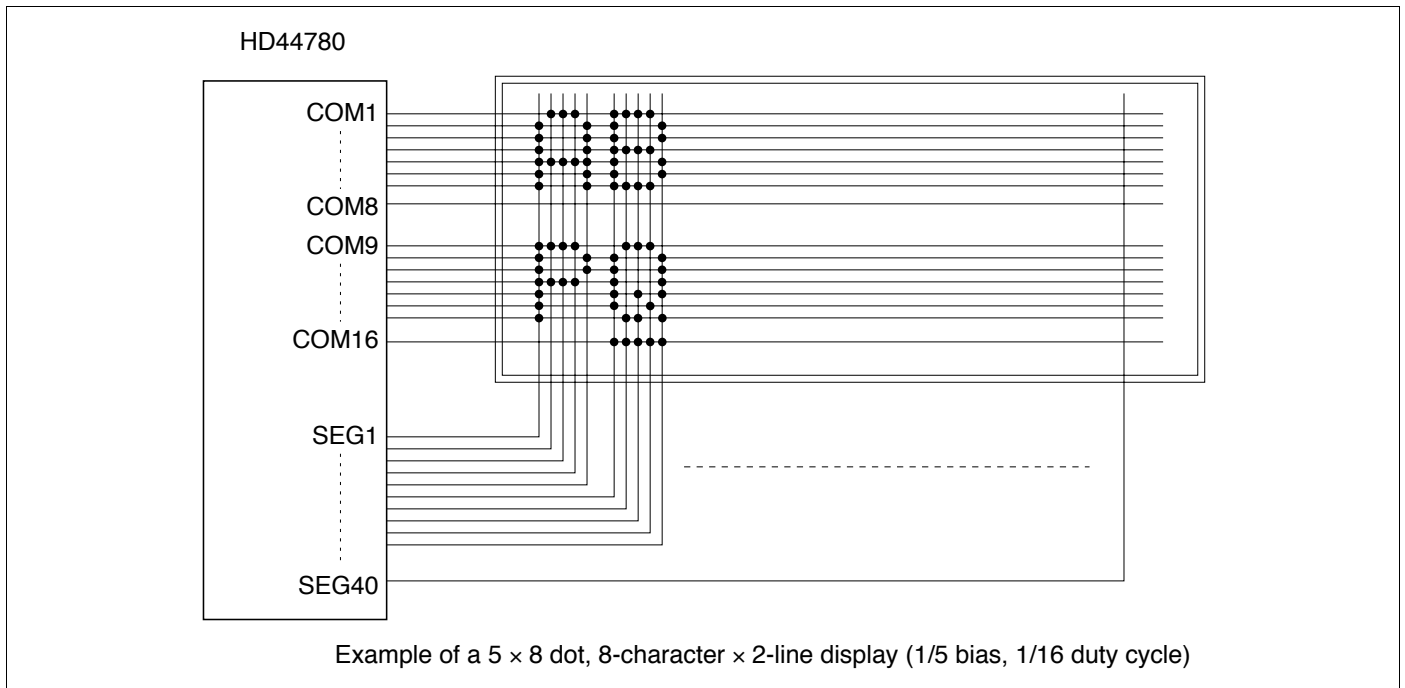 HD44780
COM1
COM8
COM9
COM16
SEG1
SEG40
A B
P Q
Example of a 5 × 8 dot, 8-character × 2-line display (1/5 bias, 1/16 duty cycle)